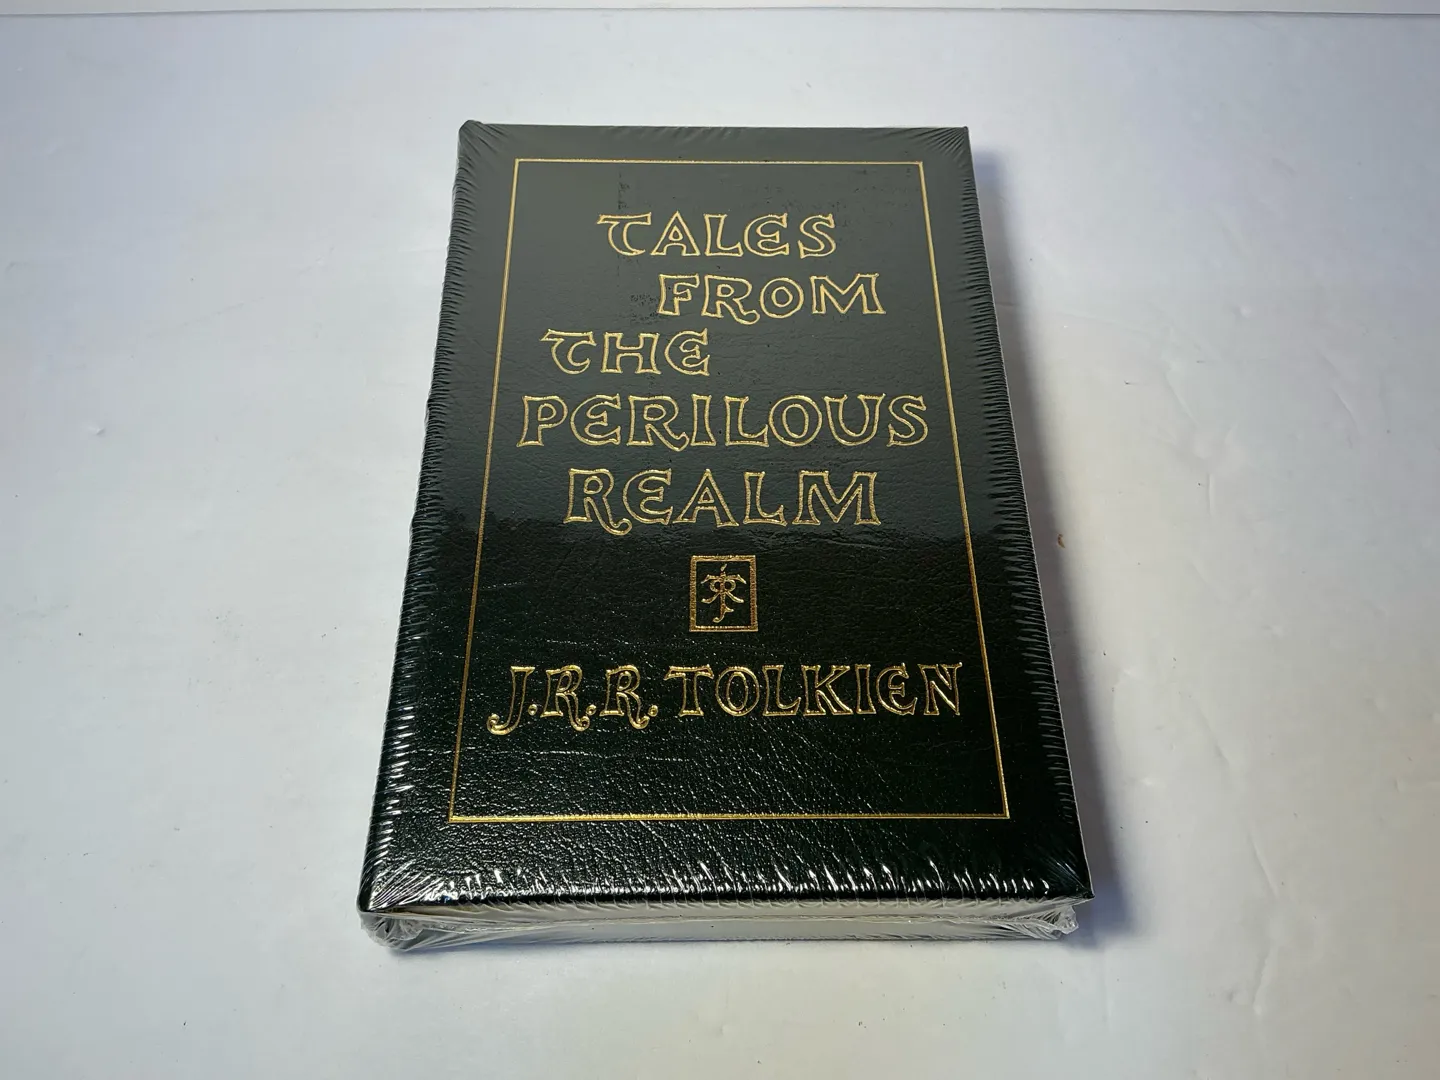 TALES
FROM
THE
PERILOUS
REALM
J.R.R. TOLKIEN